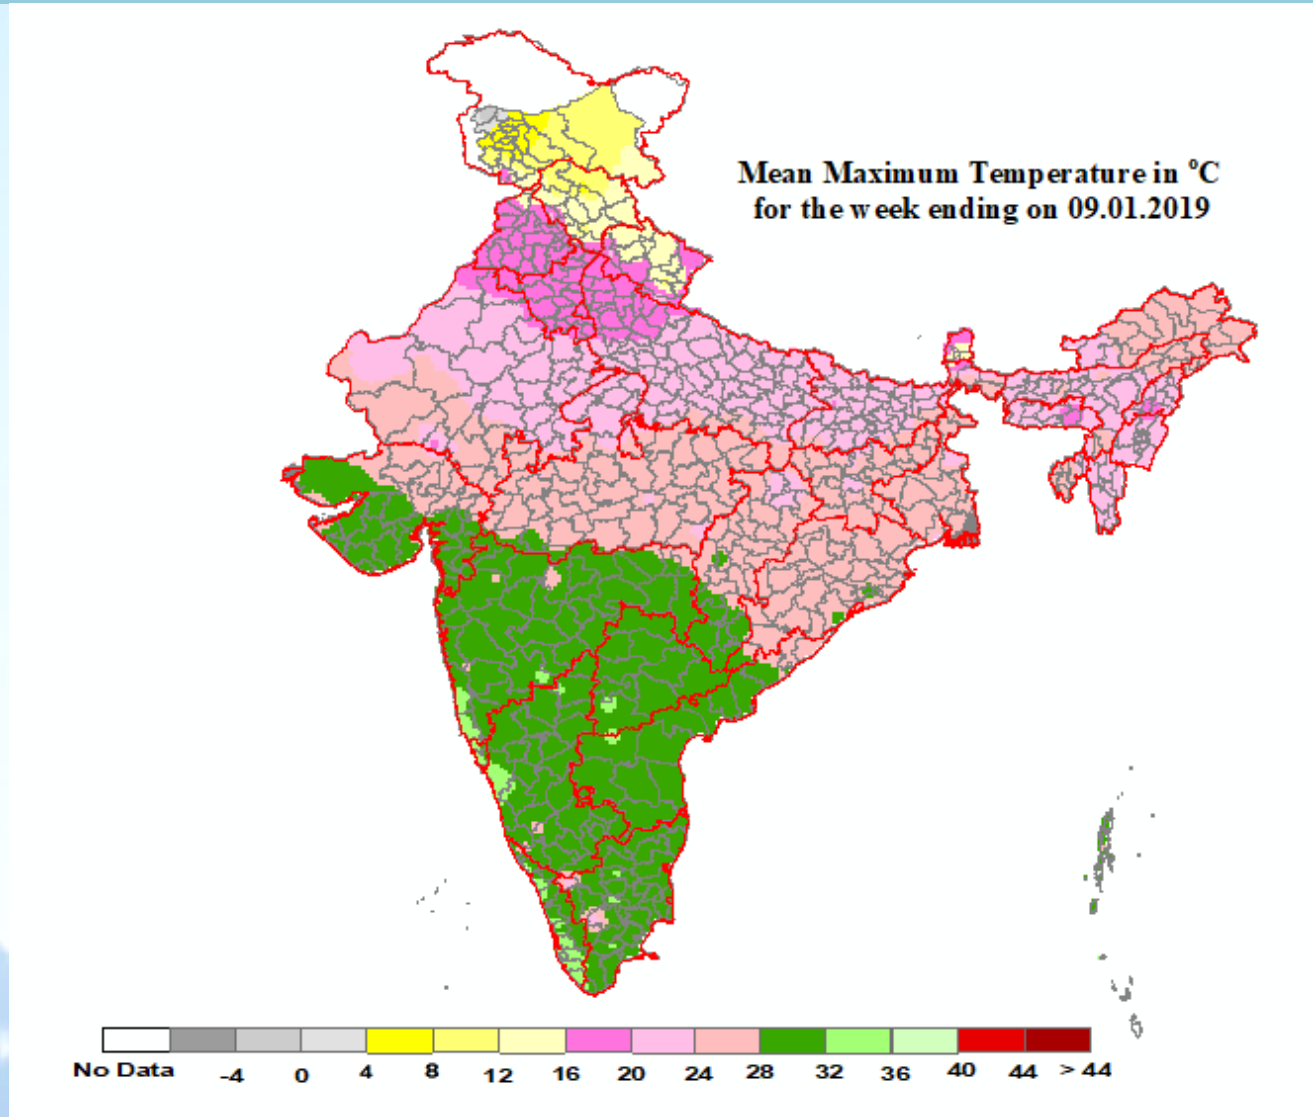 Mean Maximum Temperature in °C
for the week ending on 09.01.2019
No Data -4 0 4 8 12 16 20 24 28 32 36 40 44 > 44